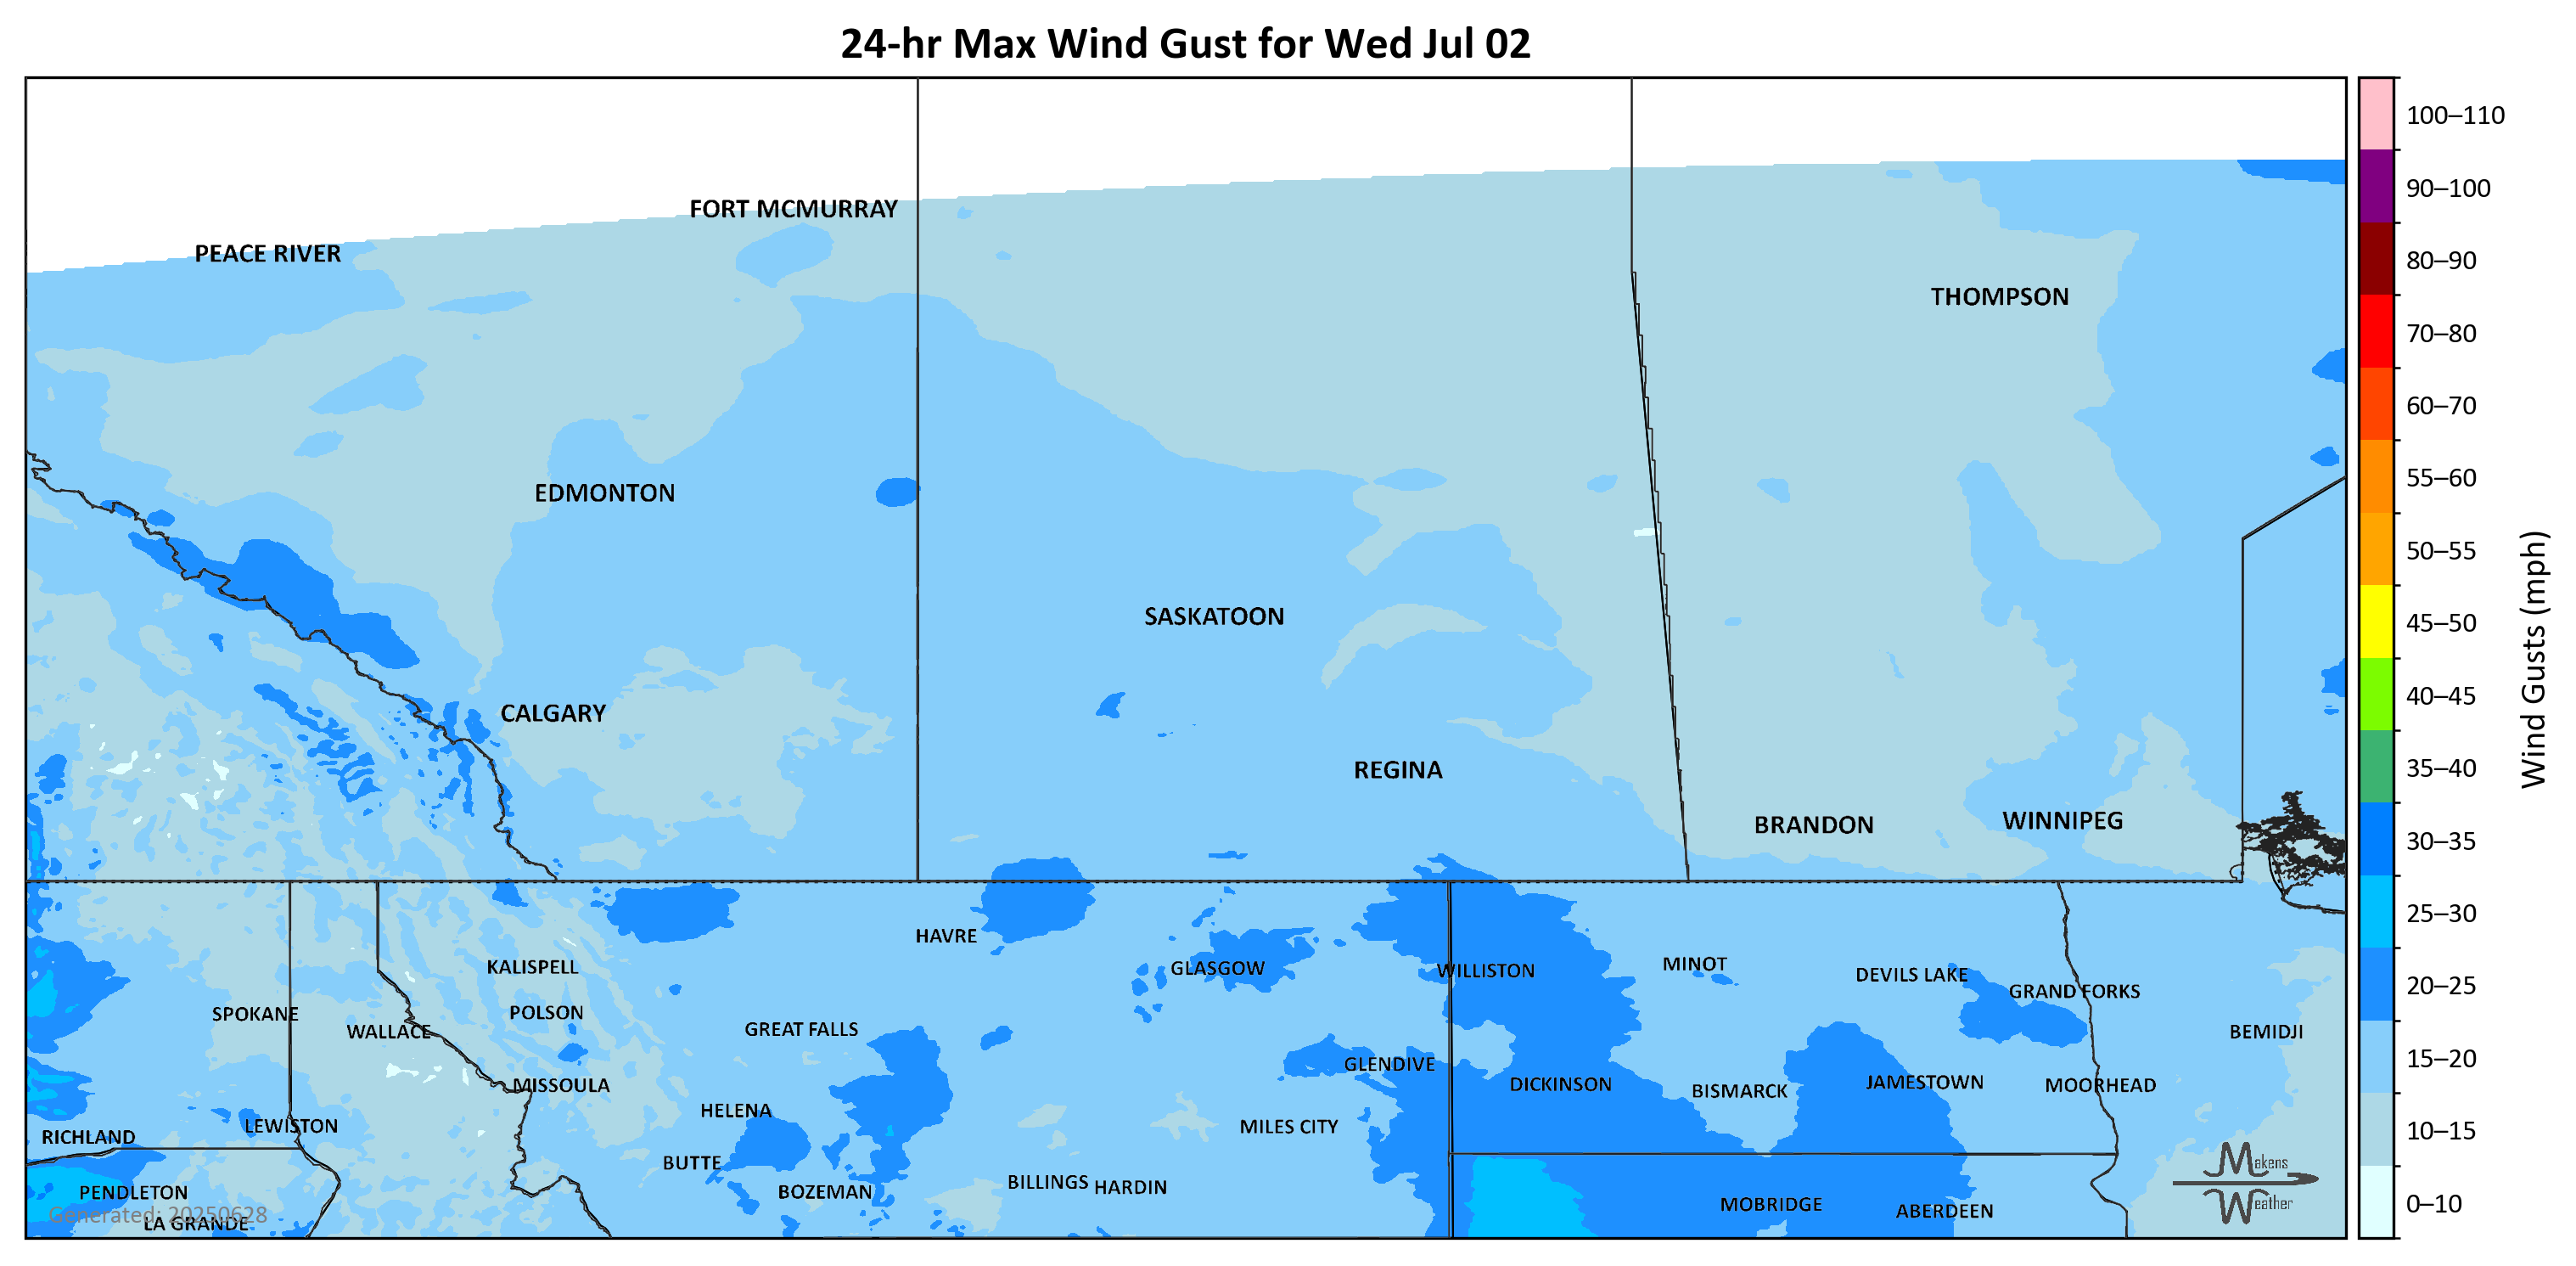 24-hr Max Wind Gust for Wed Jul 02
FORT MCMURRAY
PEACE RIVER
THOMPSON
EDMONTON
SASKATOON
CALGARY
REGINA
BRANDON
WINNIPEG
HAVRE
KALISPELL
GLASGOW
WILLISTON
MINOT
DEVILS LAKE
GRAND FORKS
SPOKANE
POLSON
WALLACE
GREAT FALLS
BEMIDJI
GLENDIVE
MISSOULA
DICKINSON
BISMARCK
JAMESTOWN
MOORHEAD
HELENA
LEWISTON
MILES CITY
RICHLAND
BUTTE
PENDLETON
BOZEMAN
BILLINGS
HARDIN
MOBRIDGE
ABERDEEN
Generated: 20250628
LA GRANDE
Makens
Weather
100–110
90–100
80–90
70–80
60–70
55–60
50–55
45–50
40–45
35–40
30–35
25–30
20–25
15–20
10–15
0–10
Wind Gusts (mph)